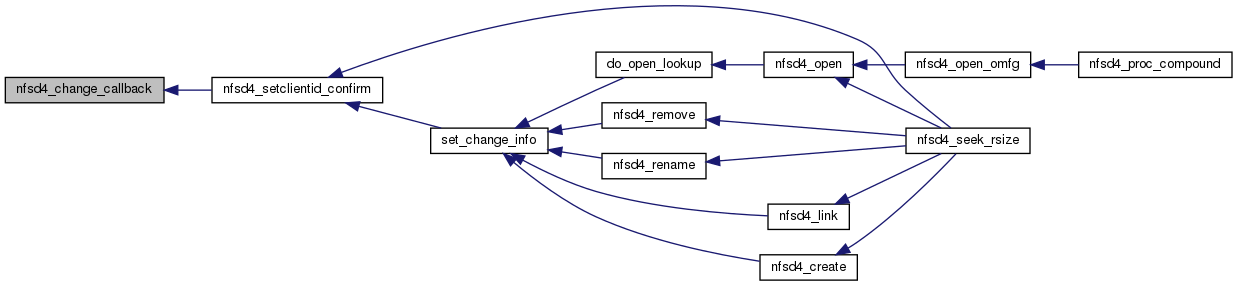 nfsd4_change_callback
nfsd4_setclientid_confirm
set_change_info
do_open_lookup
nfsd4_open
nfsd4_open_omfg
nfsd4_proc_compound
nfsd4_remove
nfsd4_seek_rsize
nfsd4_rename
nfsd4_link
nfsd4_create